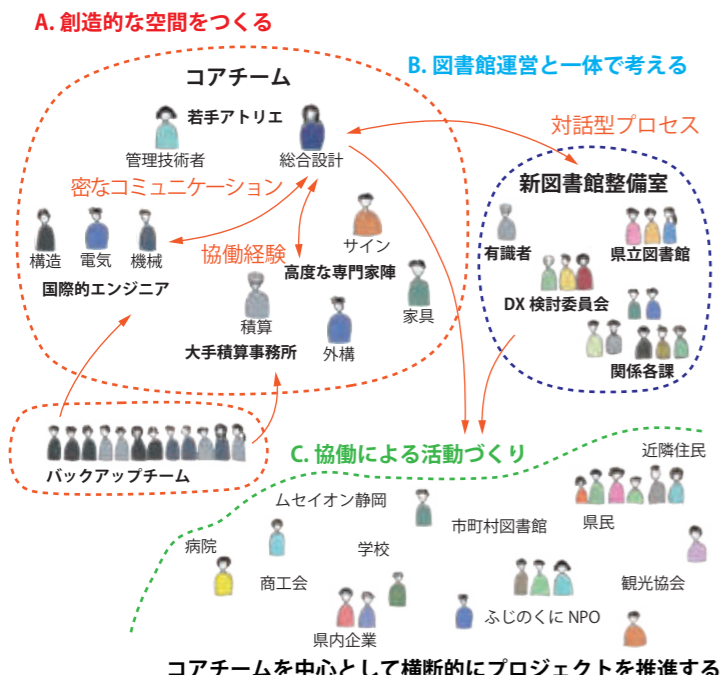 A. 創造的な空間をつくる
B. 図書館運営と一体で考える
コアチーム
若手アトリエ
管理技術者
総合設計
対話型プロセス
密なコミュニケーション
新図書館整備室
構造
電気
機械
国際的エンジニア
協働経験
サイン
高度な専門家陣
積算
大手積算事務所
外構
家具
有識者
県立図書館
DX 検討委員会
関係各課
バックアップチーム
C. 協働による活動づくり
近隣住民
ムセイオン静岡
市町村図書館
県民
病院
学校
商工会
観光協会
県内企業
ふじのくに NPO
コアチームを中心として横断的にプロジェクトを推進する